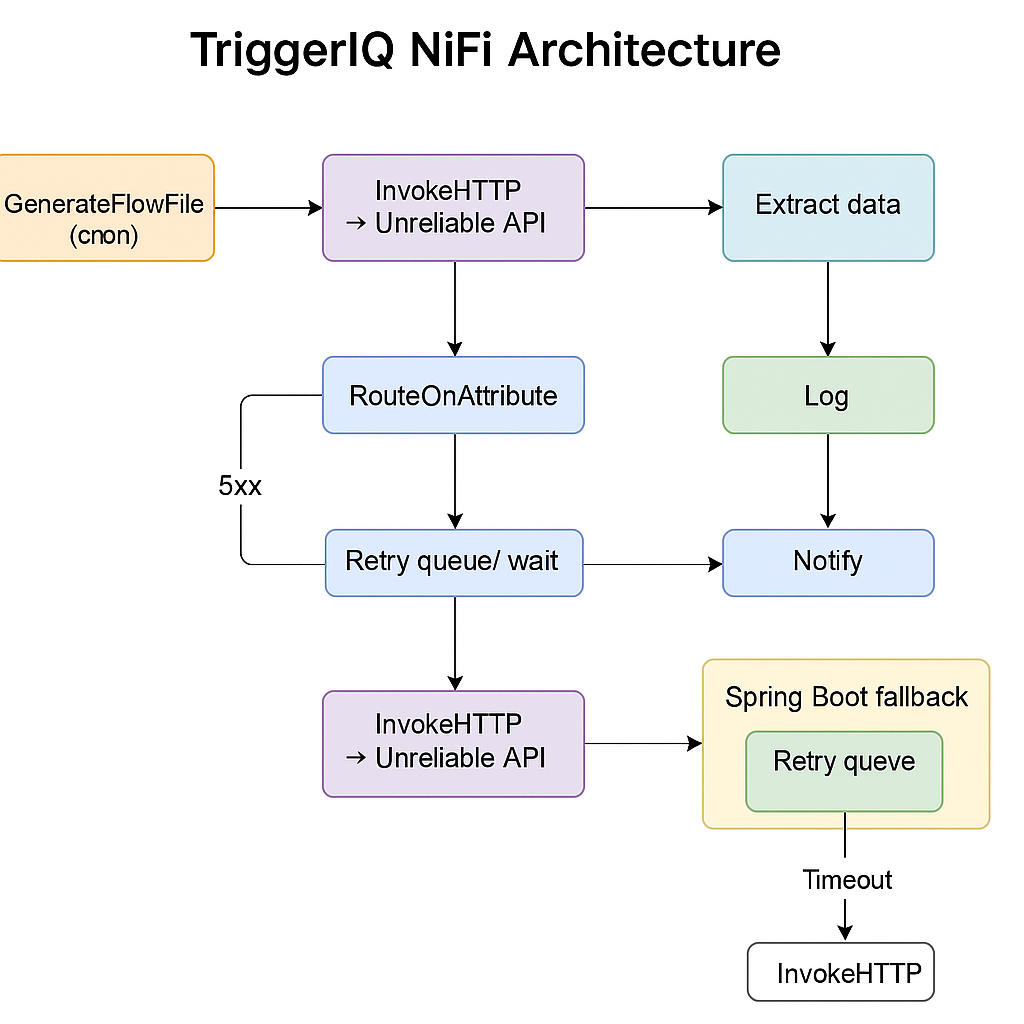 TriggerIQ NiFi Architecture
GenerateFlowFile
(cnon)
InvokeHTTP
→ Unreliable API
Extract data
RouteOnAttribute
Log
5xx
Retry queue/ wait
Notify
InvokeHTTP
→ Unreliable API
Spring Boot fallback
Retry queve
Timeout
InvokeHTTP